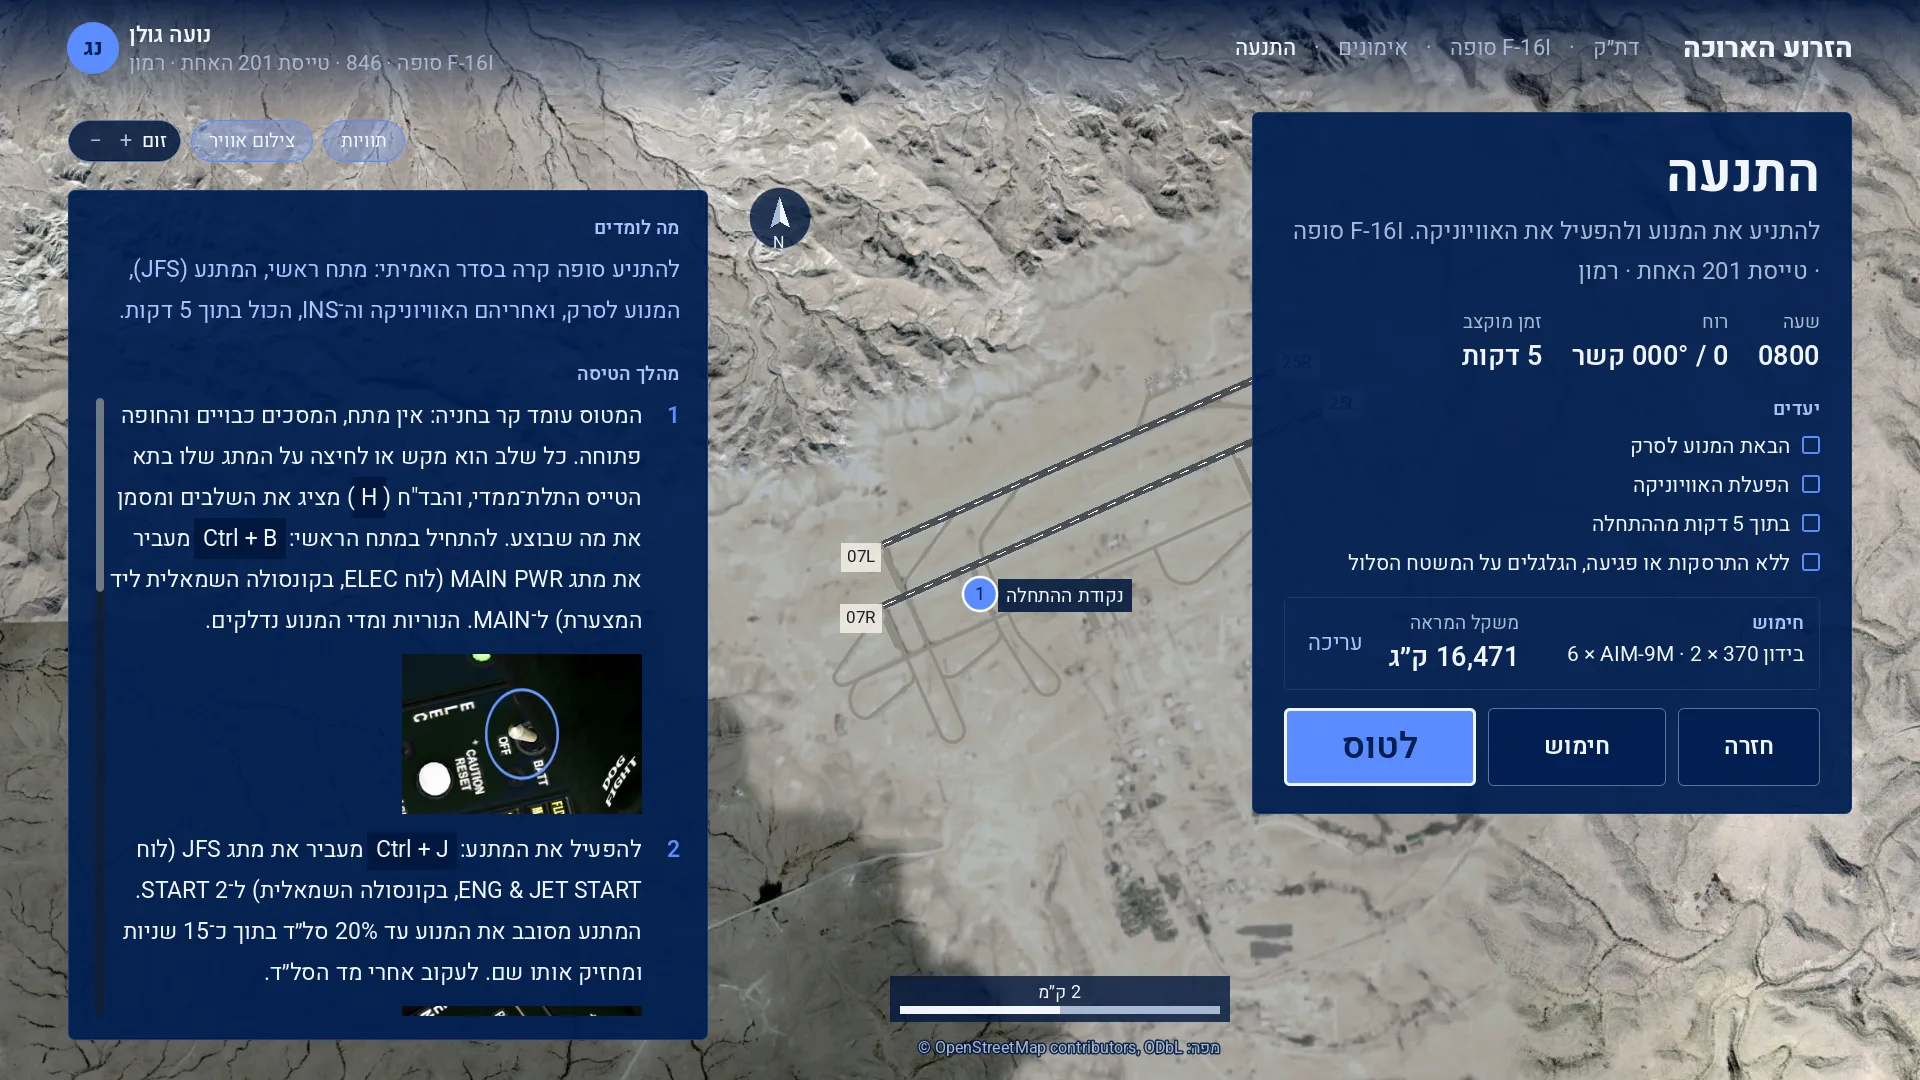 הזרוע הארוכה
דת״ק · F-16I סופה · אימונים · התנעה
נועה גולן
F-16I סופה · 846 · טייסת 201 האחת · רמון
נג
תוויות
צילום אוויר
זום + −
התנעה
להתניע את המנוע ולהפעיל את האוויוניקה. F-16I סופה
· טייסת 201 האחת · רמון
שעה
רוח
זמן מוקצב
0800
000° / 0 קשר
5 דקות
יעדים
הבאת המנוע לסרק
הפעלת האוויוניקה
בתוך 5 דקות מההתחלה
ללא התרסקות או פגיעה, הגלגלים על המשטח הסלול
חימוש
6 × AIM-9M · 2 × 370 בידון
משקל המראה
16,471 ק״ג
עריכה
חזרה
חימוש
לטוס
25R
25L
07L
07R
1
נקודת ההתחלה
N
מה לומדים
להתניע סופה קרה בסדר האמיתי: מתח ראשי, המתנע (JFS),
המנוע לסרק, ואחריהם האוויוניקה וה־INS, הכול בתוך 5 דקות.
מהלך הטיסה
1 המטוס עומד קר בחניה: אין מתח, המסכים כבויים והחופה
פתוחה. כל שלב הוא מקש או לחיצה על המתג שלו בתא
הטייס התלת־ממדי, והבד"ח ( H ) מציג את השלבים ומסמן
את מה שבוצע. להתחיל במתח הראשי: Ctrl + B מעביר
את מתג MAIN PWR (לוח ELEC, בקונסולה השמאלית ליד
המצערת) ל־MAIN. הנוריות ומדי המנוע נדלקים.
ELEC
OFF
BATT
CAUTION
RESET
DOG
FIGHT
2 להפעיל את המתנע: Ctrl + J מעביר את מתג JFS (לוח
ENG & JET START, בקונסולה השמאלית) ל־START 2.
המתנע מסובב את המנוע עד 20% סל״ד בתוך כ־15 שניות
ומחזיק אותו שם. לעקוב אחרי מד הסל״ד.
2 ק״מ
מפה: © OpenStreetMap contributors, ODbL